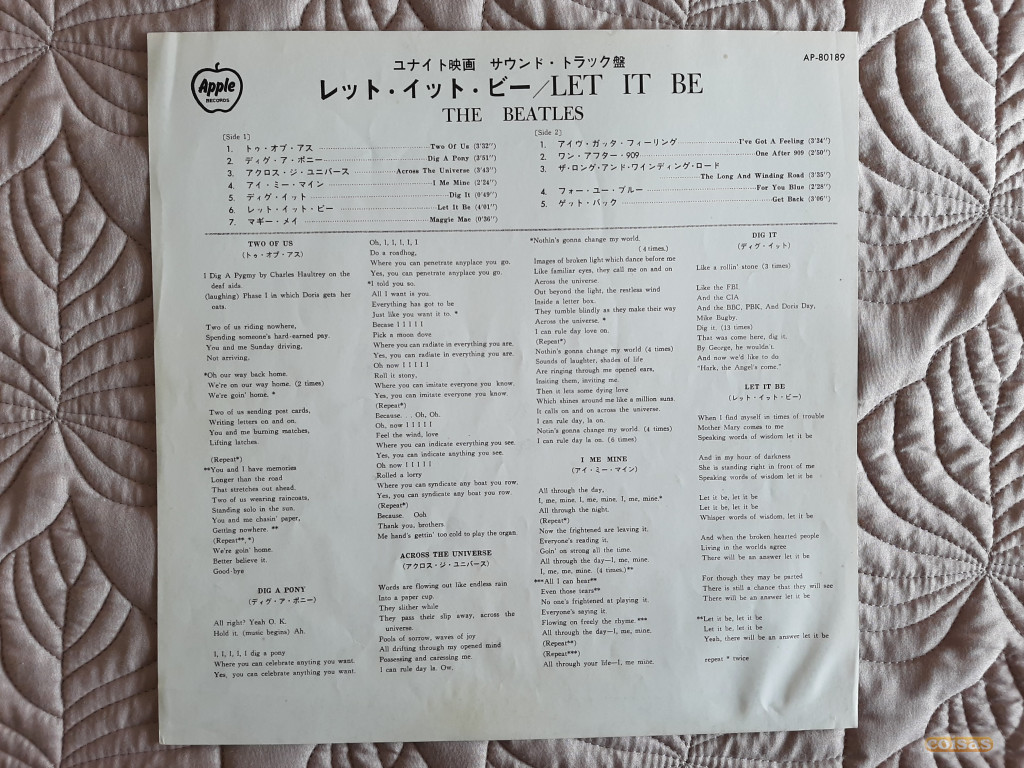 Apple
RECORDS
AP-80189
ユナイト映画 サウンド・トラック盤
レット・イット・ビー/LET IT BE
THE BEATLES
[Side 1]
1. トゥ・オブ・アス Two Of Us (3'32")
2. ディグ・ア・ポニー Dig A Pony (3'51")
3. アクロス・ジ・ユニバース Across The Universe (3'43")
4. アイ・ミー・マイン I Me Mine (2'24")
5. ディグ・イット Dig It (0'49")
6. レット・イット・ビー Let It Be (4'01")
7. マギー・メイ Maggie Mae (0'36")
[Side 2]
1. アイヴ・ガッタ・フィーリング I've Got A Feeling (3'34")
2. ワン・アフター・909 One After 909 (2'50")
3. ザ・ロング・アンド・ワインディング・ロード
The Long And Winding Road (3'35")
4. フォー・ユー・ブルー For You Blue (2'28")
5. ゲット・バック Get Back (3'06")
TWO OF US
(トゥ・オブ・アス)
I Dig A Pygmy by Charles Haultrey on the
deaf aids.
(laughing) Phase I in which Doris gets her
oats.
Two of us riding nowhere,
Spending someone's hard-earned pay.
You and me Sunday driving,
Not arriving,
*Oh our way back home.
We're on our way home. (2 times)
We're goin' home. *
Two of us sending post cards,
Writing letters on and on.
You and me burning matches,
Lifting latches
(Repeat*)
**You and I have memories
Longer than the road
That stretches out ahead.
Two of us wearing raincoats,
Standing solo in the sun.
You and me chasin' paper,
Getting nowhere. **
(Repeat**, *)
We're goin' home.
Better believe it.
Good-bye
DIG A PONY
(ディグ・ア・ポニー)
All right? Yeah O. K.
Hold it, (music begins) Ah.
I, I, I, I, I dig a pony
Where you can celebrate anyting you want.
Yes, you can celebrate anything you want.
Oh, I, I, I, I, I
Do a roadhog,
Where you can penetrate anyplace you go.
Yes, you can penetrate anyplace you go.
*I told you so.
All I want is you.
Everything has got to be
Just like you want it to. *
Becase I I I I I
Pick a moon dove
Where you can radiate in everything you are.
Yes, you can radiate in everything you are.
Oh now I I I I I
Roll it stony,
Where you can imitate everyone you know.
Yes, you can imitate everyone you know.
(Repeat*)
Because. . . Oh, Oh.
Oh, now I I I I I
Feel the wind, love
Where you can indicate everything you see.
Yes, you can indicate anything you see.
Oh now I I I I I
Rolled a lorry
Where you can syndicate any boat you row.
Yes, you can syndicate any boat you row.
(Repeat*)
Because. Ooh
Thank you, brothers
Me hand's gettin' too cold to play the organ.
ACROSS THE UNIVERSE
(アクロス・ジ・ユニバース)
Words are flowing out like endless rain
Into a paper cup.
They slither while
They pass their slip away, across the
universe.
Pools of sorrow, waves of joy
All drifting through my opened mind
Possessing and caressing me.
I can rule day la. Ow.
*Nothin's gonna change my world.
(4 times.)
Images of broken light which dance before me
Like familiar eyes, they call me on and on
Across the universe
Out beyond the light, the restless wind
Inside a letter box.
They tumble blindly as they make their way
Across the universe. *
I can rule day love on.
(Repeat*)
Nothin's gonna change my world (4 times)
Sounds of laughter, shades of life
Are ringing through me opened ears,
Insiting them, inviting me.
Then it lets some dying love
Which shines around me like a million suns.
It calls on and on across the universe.
I can rule day, la on.
Notin's gonna change my world. (4 times)
I can rule day la on. (6 times)
I ME MINE
(アイ・ミー・マイン)
All through the day,
I, me, mine, I, me, mine, I, me, mine.*
All through the night.
(Repeat*)
Now the frightened are leaving it.
Everyone's reading it.
Goin' on strong all the time.
All through the day—I, me, mine.
I, me, me, mine. (4 times.)**
***All I can hear**
Even those tears**
No one's frightened at playing it.
Everyone's saying it.
Flowing on freely the rhyme.***
All through the day—I, me, mine.
(Repeat**)
(Repeat***)
All through your life—I, me, mine.
DIG IT
(ディグ・イット)
Like a rollin' stone (3 times)
Like the FBI
And the CIA
And the BBC, PBK, And Doris Day,
Mike Bugby.
Dig it. (13 times)
That was come here, dig it.
By George, he wouldn't.
And now we'd like to do
"Hark, the Angel's come."
LET IT BE
(レット・イット・ビー)
When I find myself in times of trouble
Mother Mary comes to me
Speaking words of wisdom let it be
And in my hour of darkness
She is standing right in front of me
Speaking words of wisdom let it be
Let it be, let it be
Let it be, let it be
Whisper words of wisdom, let it be
And when the broken hearted people
Living in the worlds agree
There will be an answer let it be
For though they may be parted
There is still a chance that they will see
There will be an answer let it be
**Let it be, let it be
Let it be, let it be
Yeah, there will be an answer let it be
repeat * twice
coisas